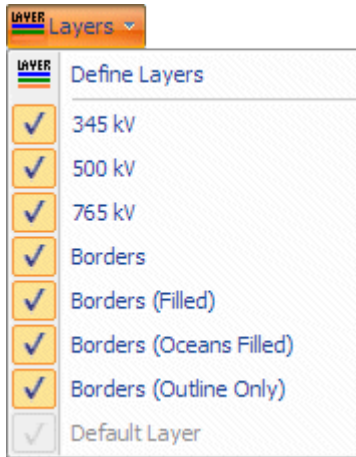 LAYER Layers
LAYER Define Layers
345 kV
500 kV
765 kV
Borders
Borders (Filled)
Borders (Oceans Filled)
Borders (Outline Only)
Default Layer